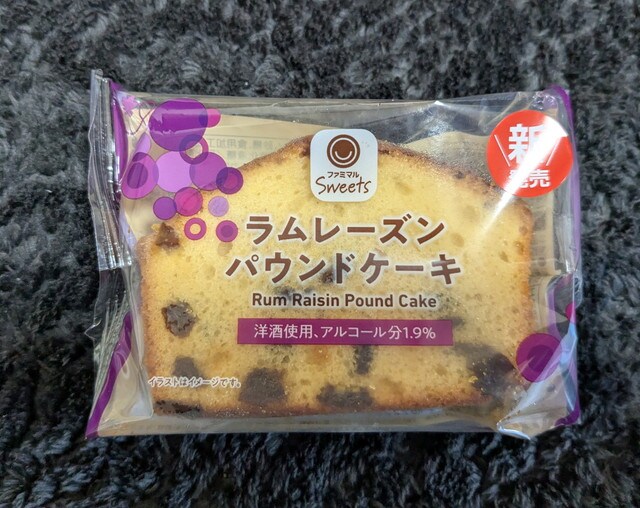 ファミマル
Sweets
新
発売
ラムレーズン
パウンドケーキ
Rum Raisin Pound Cake
洋酒使用、アルコール分1.9%
イラストはイメージです。